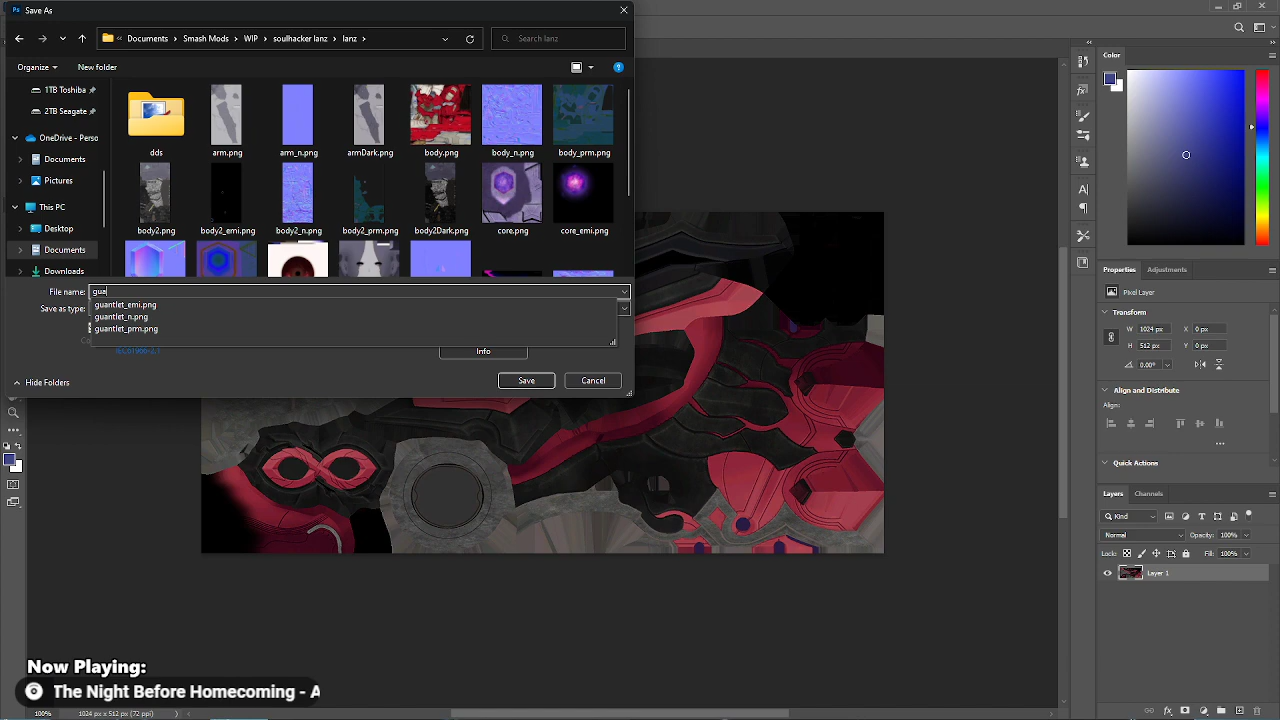 Save As
Documents
Smash Mods
WIP
soulhacker lanz
lanz
Search lanz
Organize
New folder
1TB Toshiba
2TB Seagate
OneDrive - Perso
Documents
Pictures
This PC
Desktop
Documents
Downloads
dds
arm.png
arm_n.png
armDark.png
body.png
body_n.png
body_prm.png
body2.png
body2_emi.png
body2_n.png
body2_prm.png
body2Dark.png
core.png
core_emi.png
File name:
gua
guantlet_emi.png
guantlet_n.png
guantlet_prm.png
Save as type:
Info
Hide Folders
Save
Cancel
Color
Properties
Adjustments
Pixel Layer
Transform
W
1024 px
X
0 px
H
512 px
Y
0 px
0.00°
Align and Distribute
Align:
Quick Actions
Layers
Channels
Kind
Normal
Opacity:
100%
Lock:
Fill:
100%
Layer 1
Now Playing:
The Night Before Homecoming - A
100%
1024 px x 512 px (72 ppi)